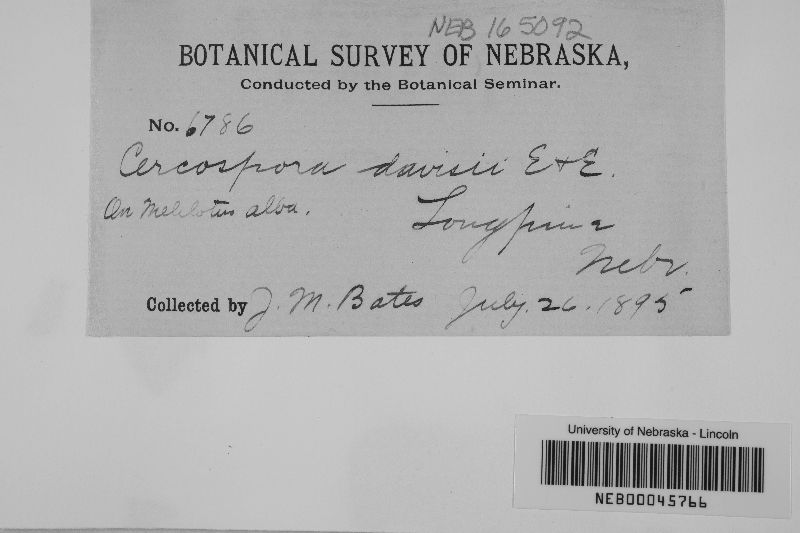 NEB 165092
BOTANICAL SURVEY OF NEBRASKA,
Conducted by the Botanical Seminar.
No. 6786
Cercospora davisii E & E.
On Melilotus alba.
Longpine
Nebr.
Collected by J. M. Bates July. 26. 1895
University of Nebraska - Lincoln
NEB00045766